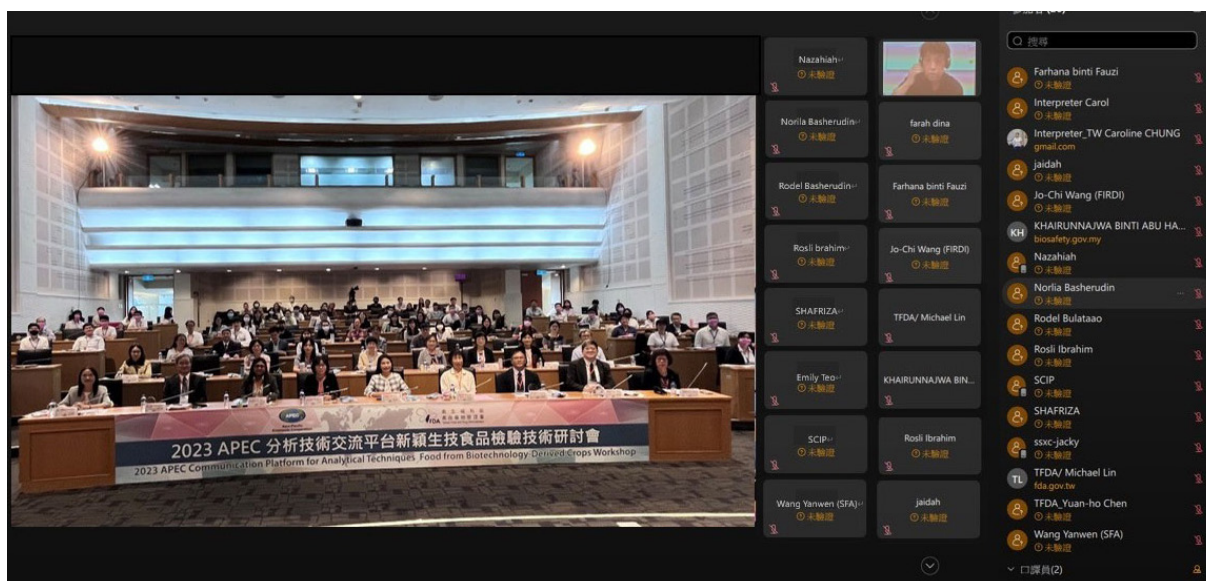 APEC
FDA
2023 APEC 分析技術交流平台新穎生技食品檢驗技術研討會
2023 APEC Communication Platform for Analytical Techniques_Food from Biotechnology-Derived Crops Workshop
Nazahiah
未驗證
Norila Basherudin
未驗證
farah dina
未驗證
Rodel Basherudin
未驗證
Farhana binti Fauzi
未驗證
Rosli brahim
未驗證
Jo-Chi Wang (FIRDI)
未驗證
SHAFRIZA
未驗證
TFDA/ Michael Lin
Emily Teo
未驗證
KHAIRUNNAJWA BIN...
SCIP
未驗證
Rosli Ibrahim
未驗證
Wang Yanwen (SFA)
未驗證
jaidah
未驗證
搜尋
Farhana binti Fauzi
未驗證
Interpreter Carol
未驗證
Interpreter_TW Caroline CHUNG
gmail.com
jaidah
未驗證
Jo-Chi Wang (FIRDI)
未驗證
KH
KHAIRUNNAJWA BINTI ABU HA...
biosafety.gov.my
Nazahiah
未驗證
Norlia Basherudin ...
未驗證
Rodel Bulataao
未驗證
Rosli Ibrahim
未驗證
SCIP
未驗證
SHAFRIZA
未驗證
ssxc-jacky
未驗證
TL
TFDA/ Michael Lin
fda.gov.tw
TFDA_Yuan-ho Chen
未驗證
Wang Yanwen (SFA)
未驗證
口譯員(2)